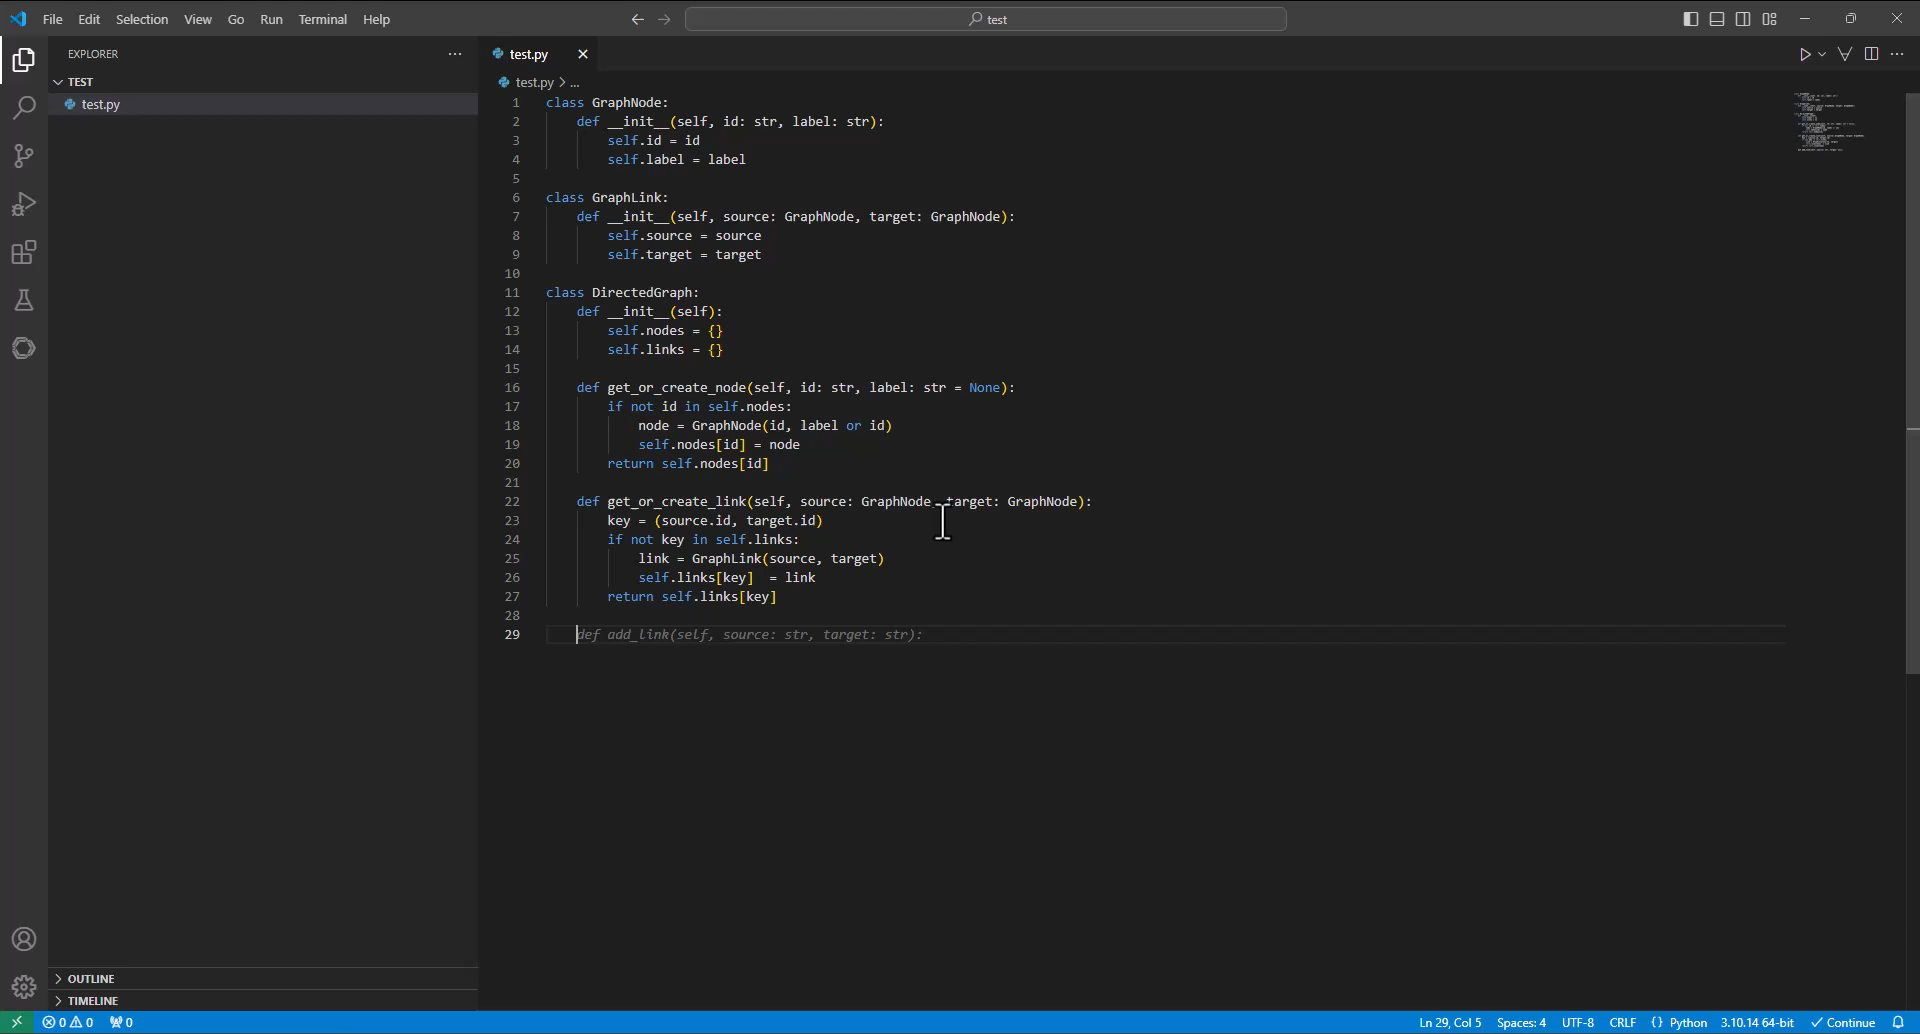 File Edit Selection View Go Run Terminal Help
test
EXPLORER
TEST
test.py
test.py
test.py > ...
1 class GraphNode:
2     def __init__(self, id: str, label: str):
3         self.id = id
4         self.label = label
5
6 class GraphLink:
7     def __init__(self, source: GraphNode, target: GraphNode):
8         self.source = source
9         self.target = target
10
11 class DirectedGraph:
12     def __init__(self):
13         self.nodes = {}
14         self.links = {}
15
16     def get_or_create_node(self, id: str, label: str = None):
17         if not id in self.nodes:
18             node = GraphNode(id, label or id)
19             self.nodes[id] = node
20         return self.nodes[id]
21
22     def get_or_create_link(self, source: GraphNode, target: GraphNode):
23         key = (source.id, target.id)
24         if not key in self.links:
25             link = GraphLink(source, target)
26             self.links[key]  = link
27         return self.links[key]
28
29     def add_link(self, source: str, target: str):
OUTLINE
TIMELINE
0 0 0 Ln 29, Col 5 Spaces: 4 UTF-8 CRLF {} Python 3.10.14 64-bit Continue